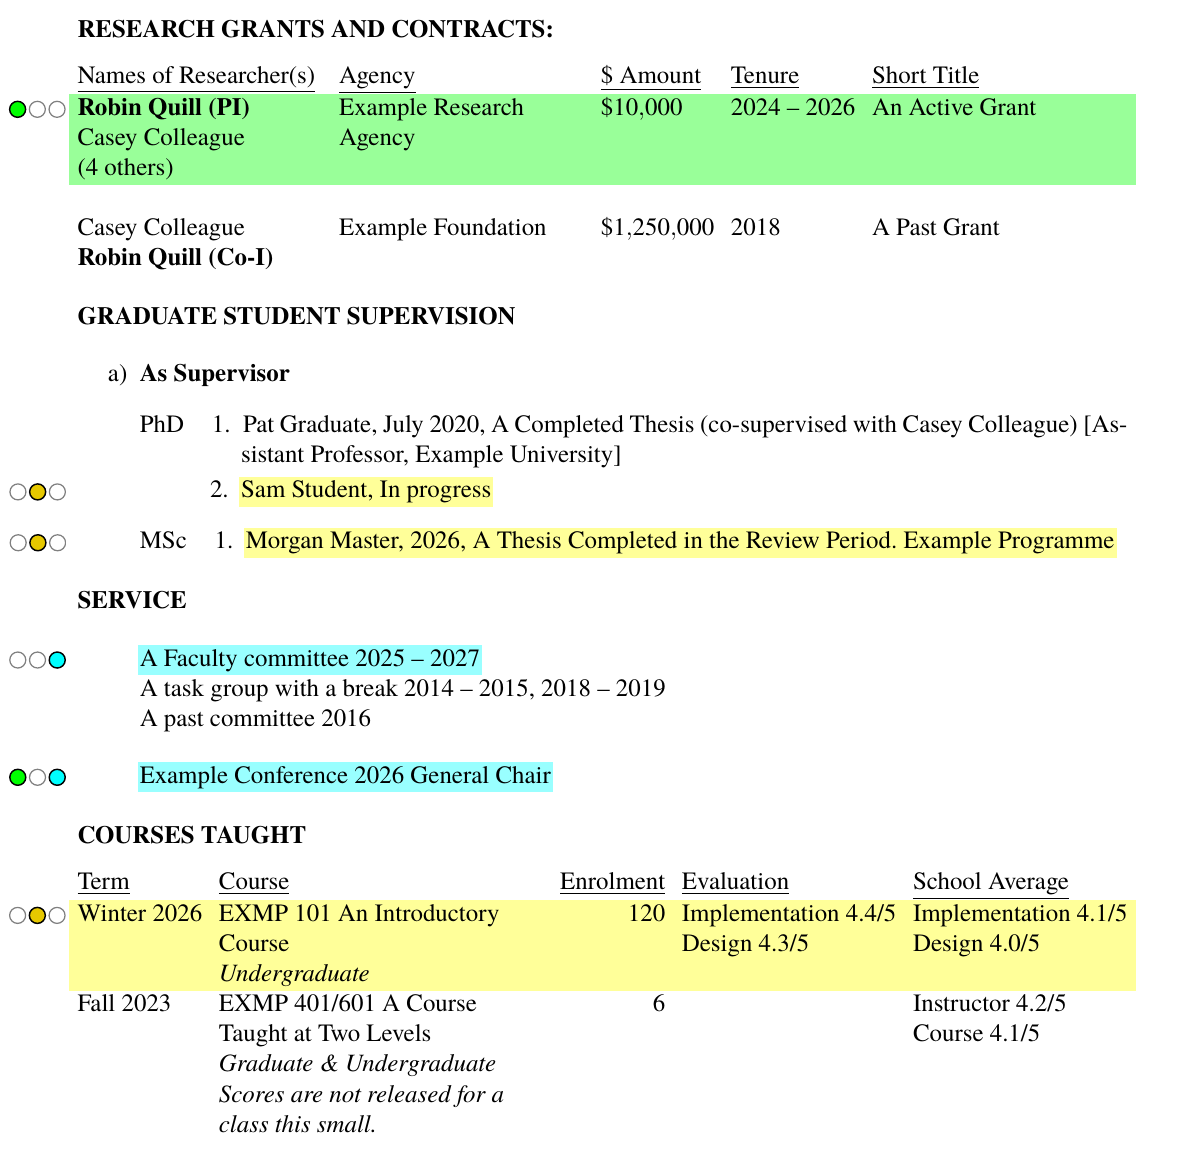 RESEARCH GRANTS AND CONTRACTS:
Names of Researcher(s) Agency $ Amount Tenure Short Title
Robin Quill (PI) Example Research $10,000 2024 – 2026 An Active Grant
Casey Colleague Agency
(4 others)
Casey Colleague Example Foundation $1,250,000 2018 A Past Grant
Robin Quill (Co-I)
GRADUATE STUDENT SUPERVISION
a) As Supervisor
PhD 1. Pat Graduate, July 2020, A Completed Thesis (co-supervised with Casey Colleague) [As-
sistant Professor, Example University]
2. Sam Student, In progress
MSc 1. Morgan Master, 2026, A Thesis Completed in the Review Period. Example Programme
SERVICE
A Faculty committee 2025 – 2027
A task group with a break 2014 – 2015, 2018 – 2019
A past committee 2016
Example Conference 2026 General Chair
COURSES TAUGHT
Term Course Enrolment Evaluation School Average
Winter 2026 EXMP 101 An Introductory 120 Implementation 4.4/5 Implementation 4.1/5
Course Design 4.3/5 Design 4.0/5
Undergraduate
Fall 2023 EXMP 401/601 A Course 6 Instructor 4.2/5
Taught at Two Levels Course 4.1/5
Graduate & Undergraduate
Scores are not released for a
class this small.